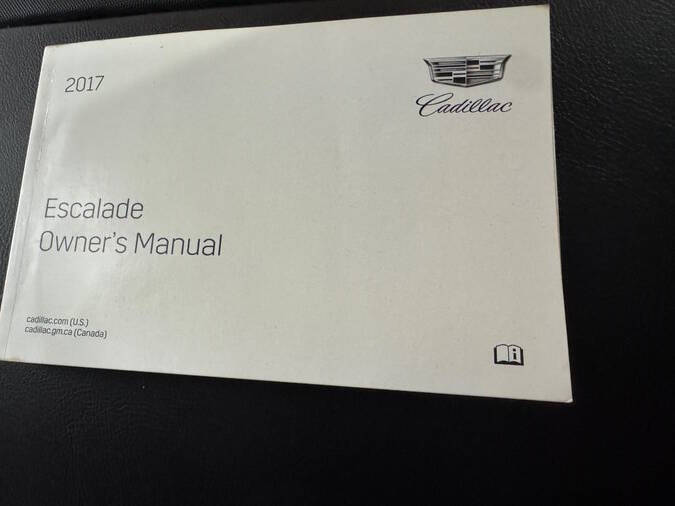 2017
Cadillac
Escalade
Owner's Manual
cadillac.com (U.S.)
cadillac.gm.ca (Canada)
i